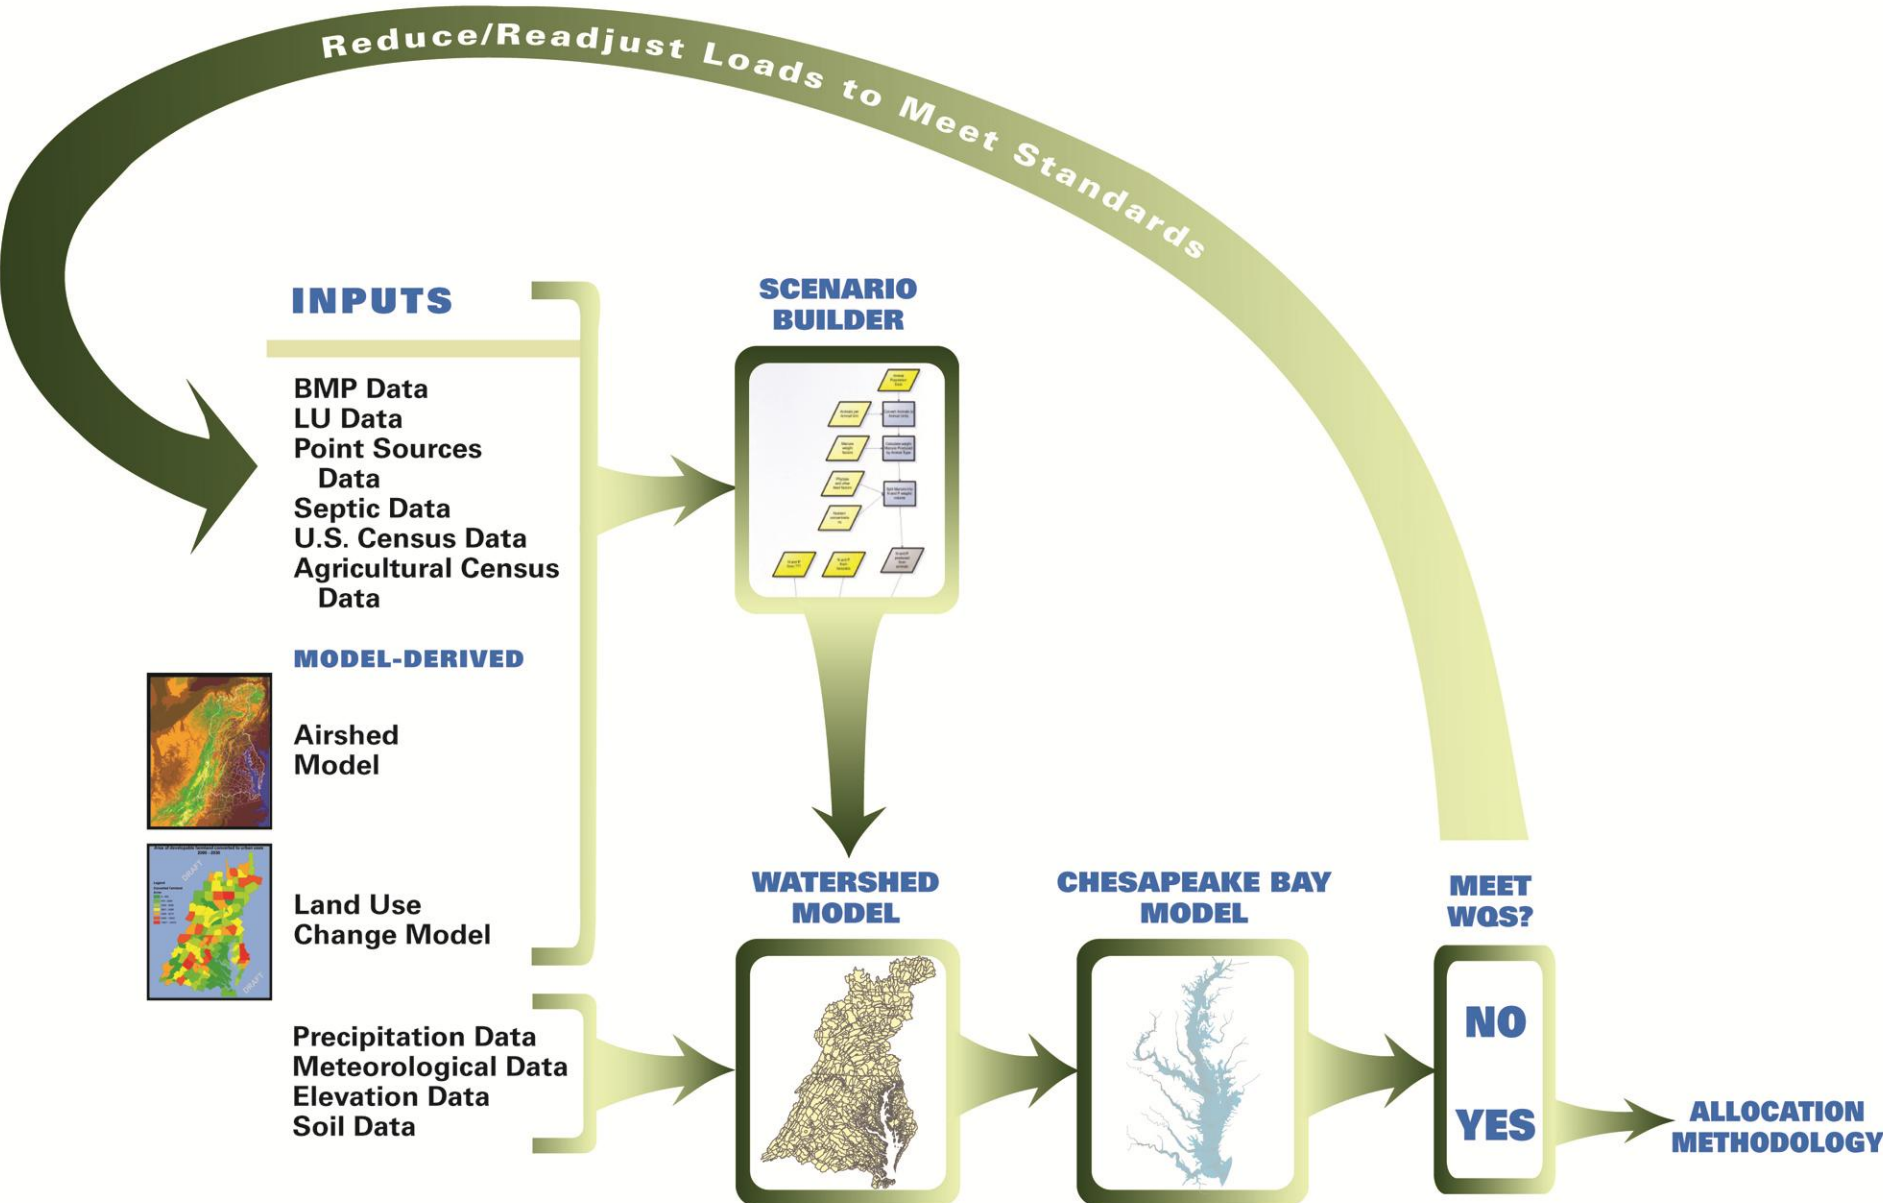 Reduce/Readjust Loads to Meet Standards
INPUTS
BMP Data
LU Data
Point Sources
Data
Septic Data
U.S. Census Data
Agricultural Census
Data
MODEL-DERIVED
Airshed
Model
Land Use
Change Model
DRAFT
DRAFT
Precipitation Data
Meteorological Data
Elevation Data
Soil Data
SCENARIO
BUILDER
WATERSHED
MODEL
CHESAPEAKE BAY
MODEL
MEET
WQS?
NO
YES
ALLOCATION
METHODOLOGY